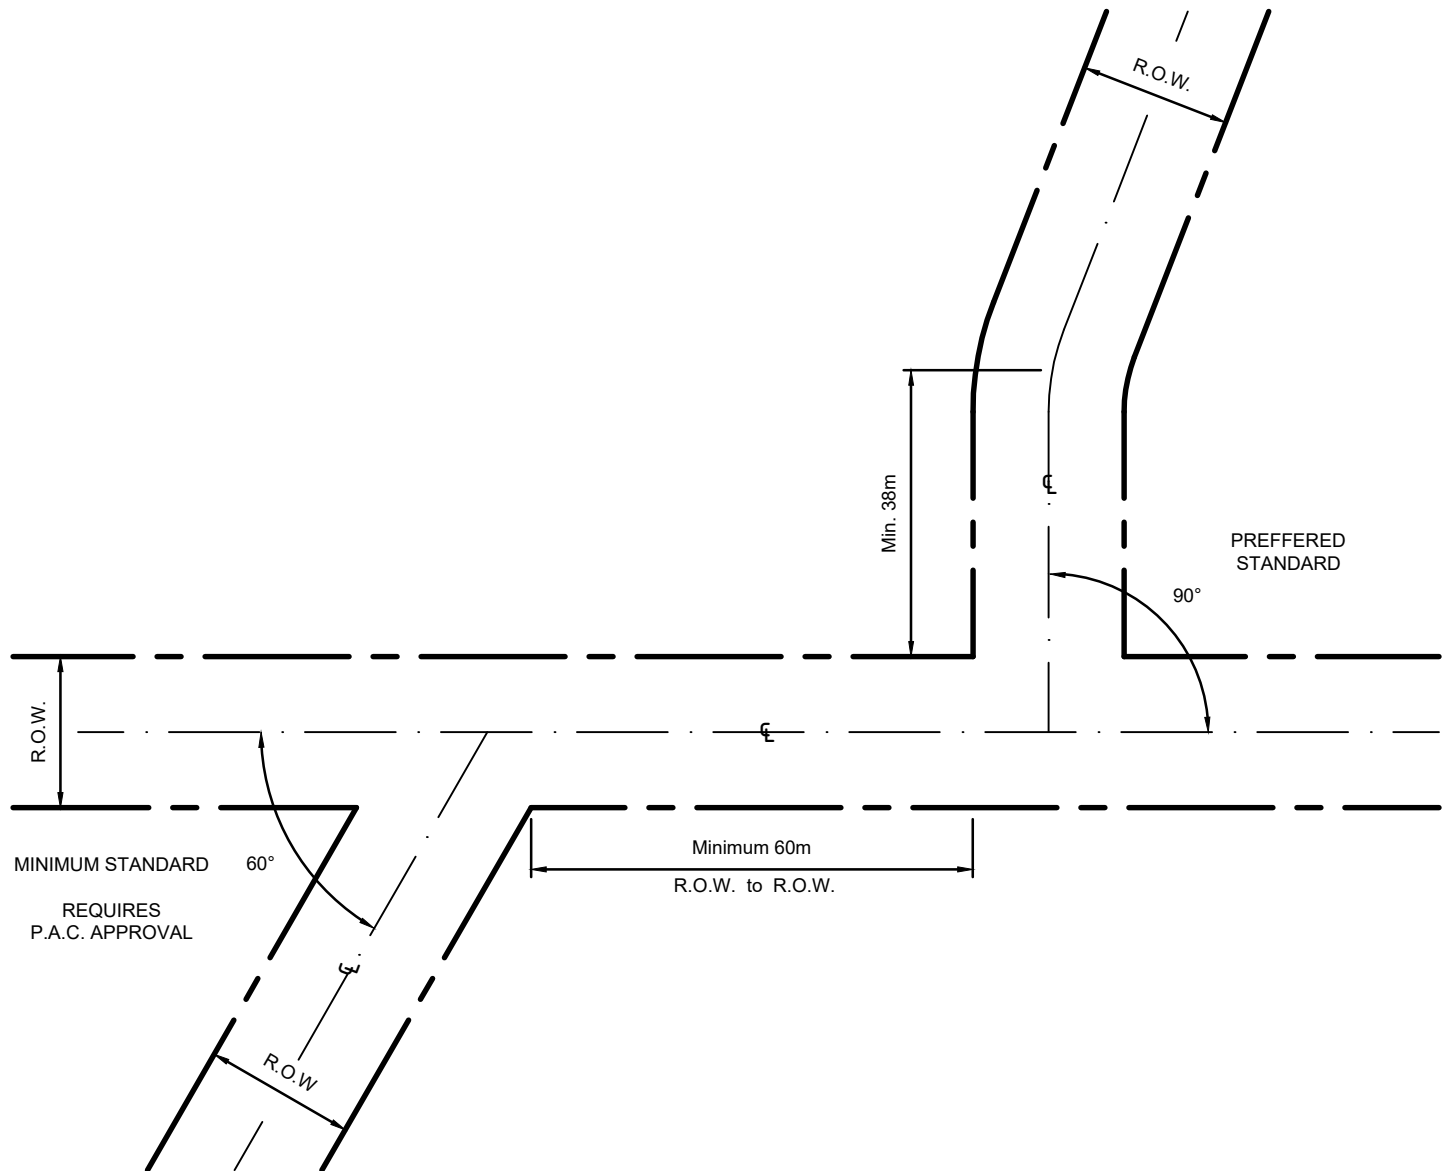 R.O.W.
Min. 38m
℄
PREFFERED
STANDARD
90°
R.O.W.
℄
MINIMUM STANDARD
60°
REQUIRES
P.A.C. APPROVAL
Minimum 60m
R.O.W. to R.O.W.
℄
R.O.W